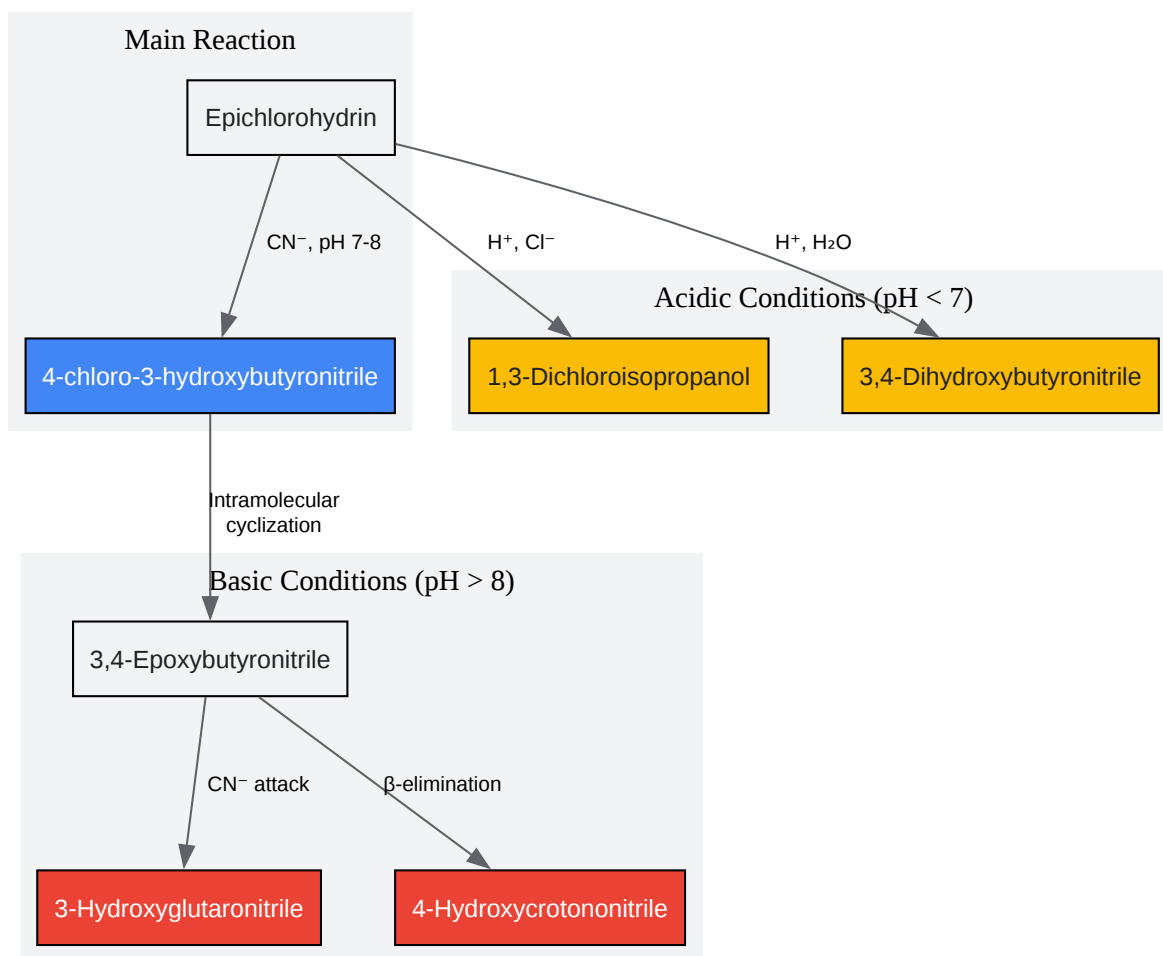 Main Reaction
Epichlorohydrin
CN⁻, pH 7-8
H⁺, Cl⁻
H⁺, H₂O
Acidic Conditions (pH < 7)
4-chloro-3-hydroxybutyronitrile
1,3-Dichloroisopropanol
3,4-Dihydroxybutyronitrile
Intramolecular
cyclization
Basic Conditions (pH > 8)
3,4-Epoxybutyronitrile
CN⁻ attack
β-elimination
3-Hydroxyglutaronitrile
4-Hydroxycrotononitrile